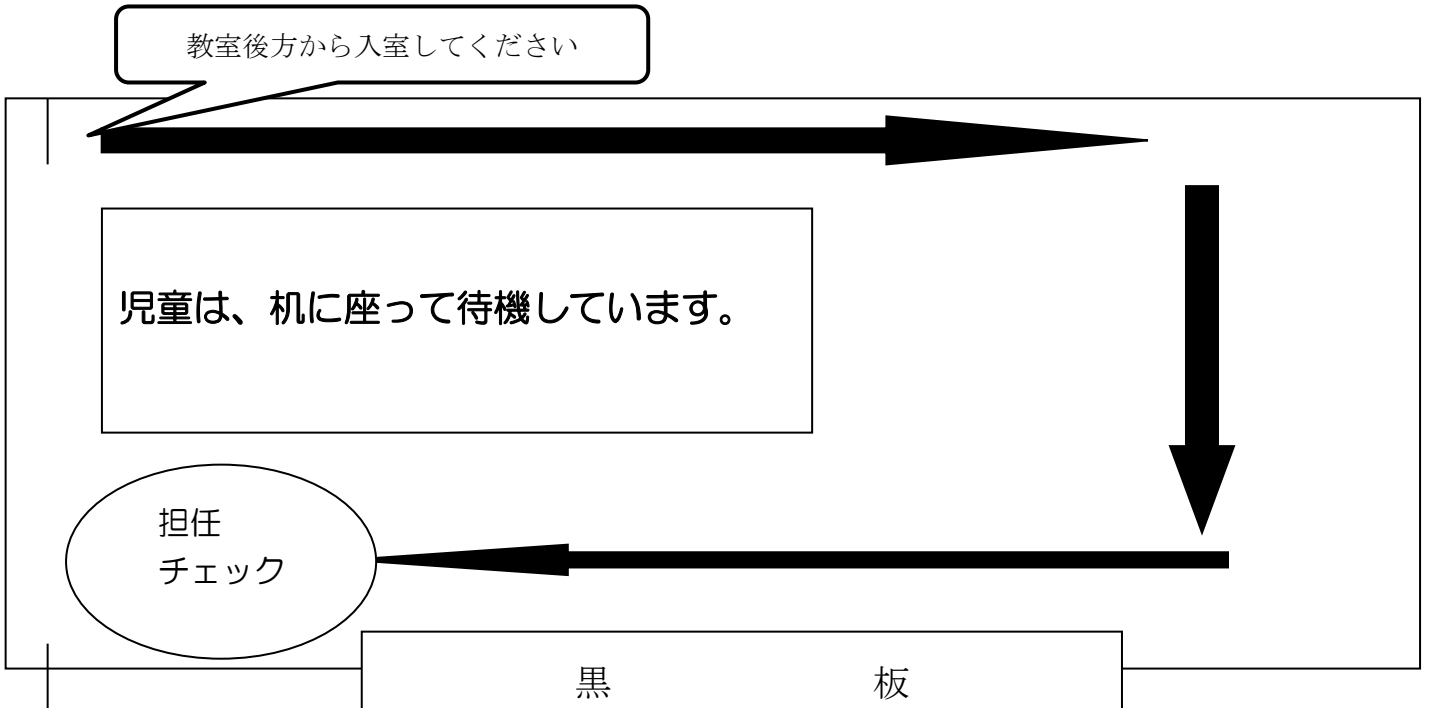 教室後方から入室してください
児童は、机に座って待機しています。
担任
チェック
黒　　　　　　　板